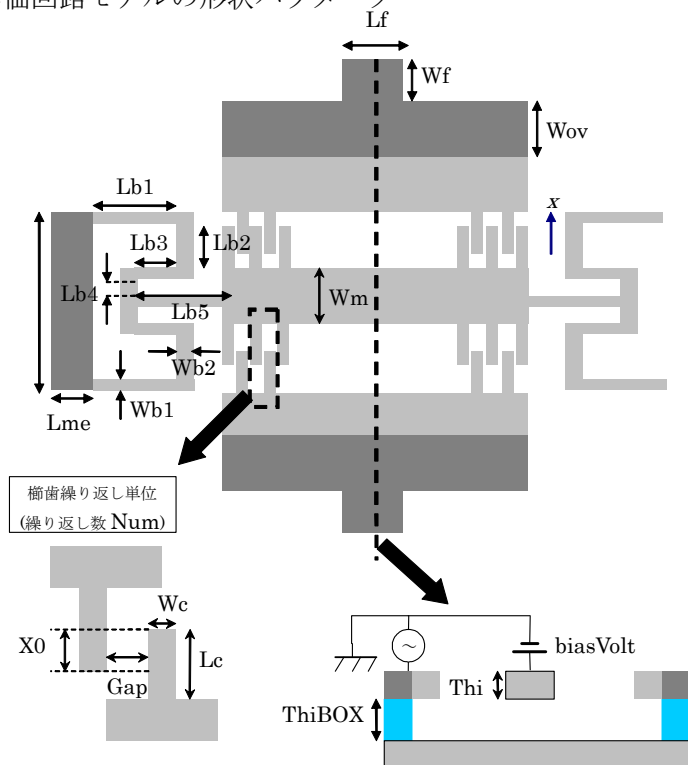 価回路モデルの形状パラメータ
Lf
Wf
Wov
Lb1
x
Lb3
Lb2
Lb4
Lb5
Wm
Wb2
Wb1
Lme
櫛歯繰り返し単位
(繰り返し数 Num)
Wc
X0
Lc
Gap
biasVolt
Thi
ThiBOX